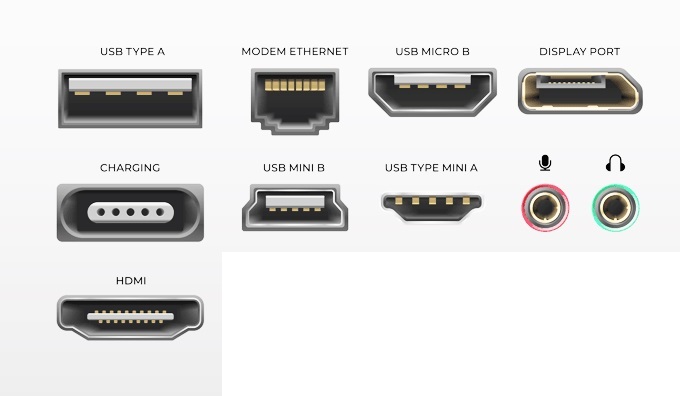 USB TYPE A
MODEM ETHERNET
USB MICRO B
DISPLAY PORT
CHARGING
USB MINI B
USB TYPE MINI A
HDMI